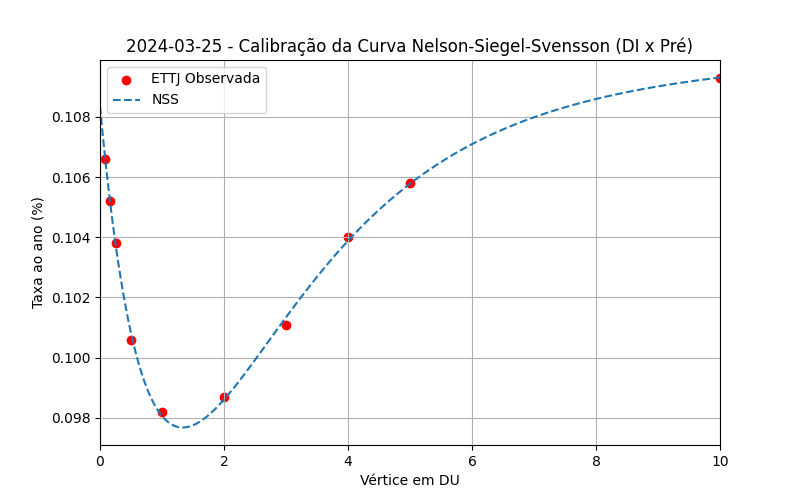 2024-03-25 - Calibração da Curva Nelson-Siegel-Svensson (DI x Pré)
ETTJ Observada
NSS
Taxa ao ano (%)
0.108
0.106
0.104
0.102
0.100
0.098
0 2 4 6 8 10
Vértice em DU